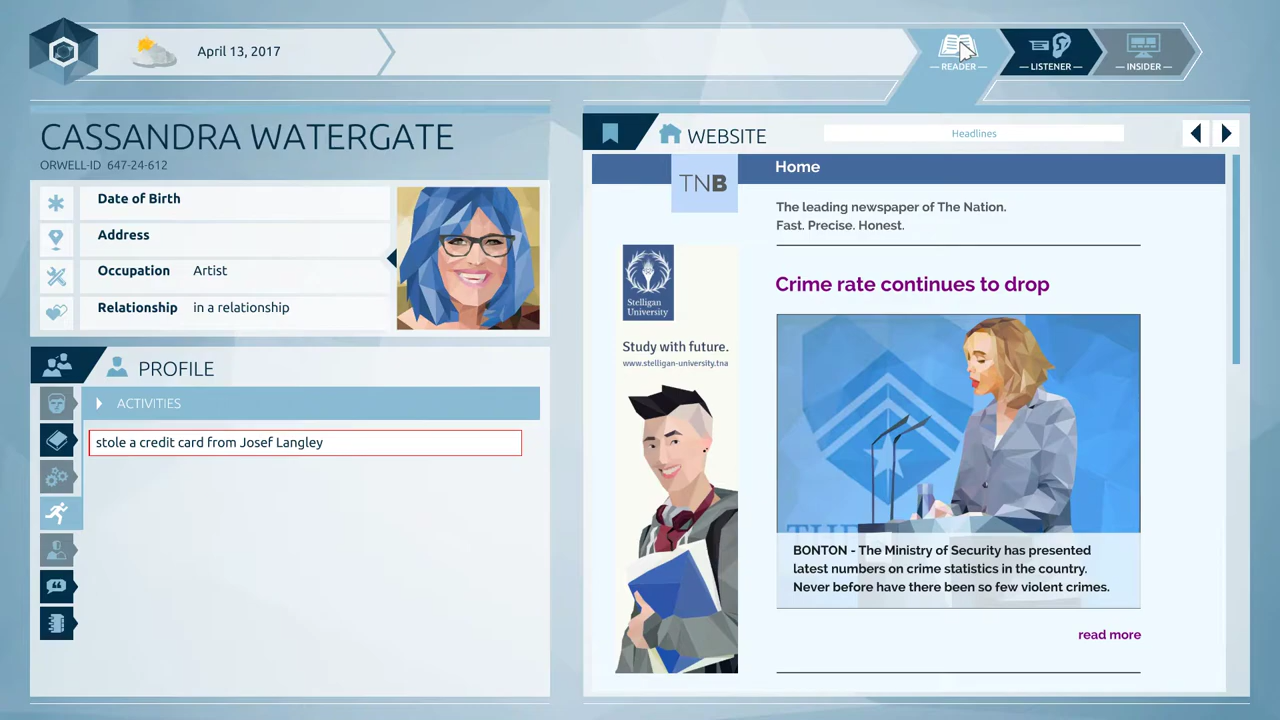 April 13, 2017
— READER —
— LISTENER —
— INSIDER —
CASSANDRA WATERGATE
ORWELL-ID 647-24-612
Date of Birth
Address
Occupation Artist
Relationship in a relationship
PROFILE
ACTIVITIES
stole a credit card from Josef Langley
WEBSITE
Headlines
TNB
Home
The leading newspaper of The Nation.
Fast. Precise. Honest.
Stelligan
University
Study with future.
www.stelligan-university.tna
Crime rate continues to drop
THE
BONTON - The Ministry of Security has presented
latest numbers on crime statistics in the country.
Never before have there been so few violent crimes.
read more